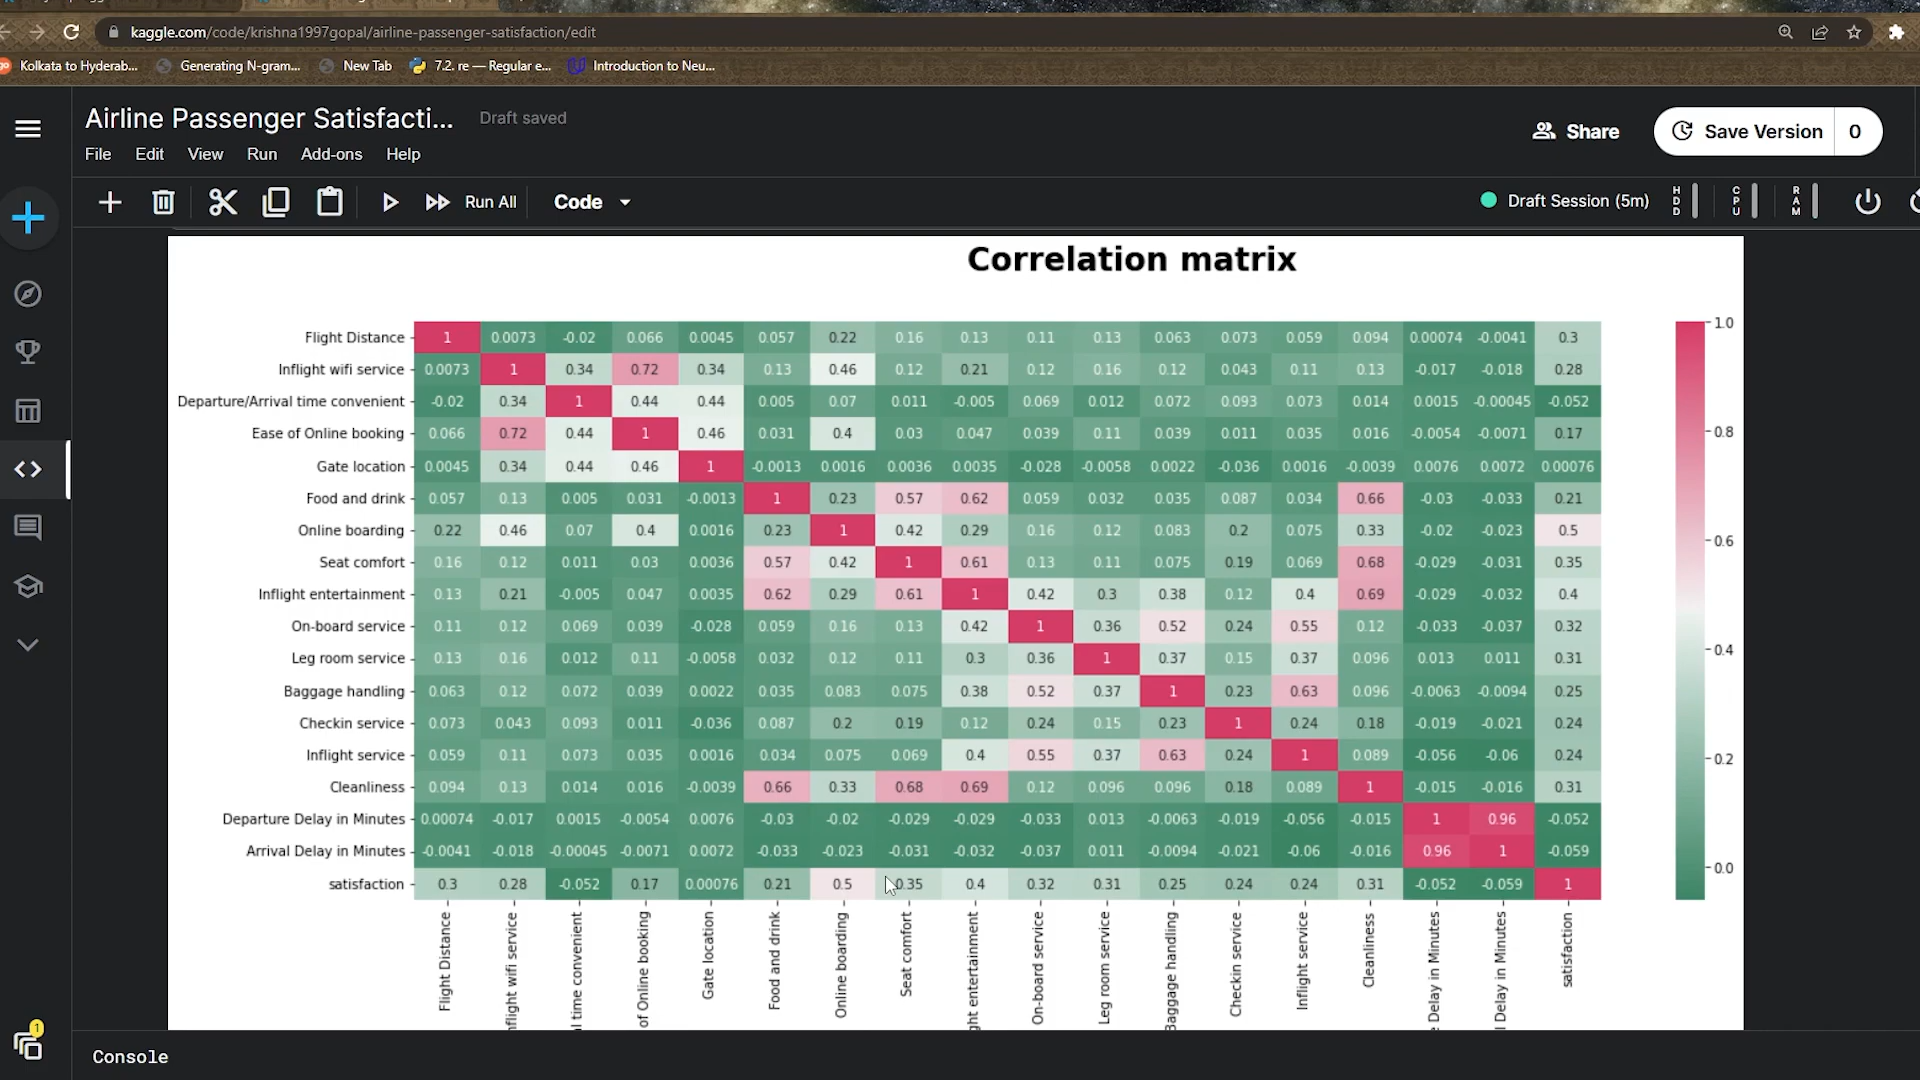 kaggle.com/code/krishna1997gopal/airline-passenger-satisfaction/edit
Kolkata to Hyderab... Generating N-gram... New Tab 7.2. re — Regular e... Introduction to Neu...
Airline Passenger Satisfacti... Draft saved
Share Save Version 0
File Edit View Run Add-ons Help
Run All Code Draft Session (5m) HDD CPU RAM
Correlation matrix
Flight Distance 1 0.0073 -0.02 0.066 0.0045 0.057 0.22 0.16 0.13 0.11 0.13 0.063 0.073 0.059 0.094 0.00074 -0.0041 0.3
Inflight wifi service 0.0073 1 0.34 0.72 0.34 0.13 0.46 0.12 0.21 0.12 0.16 0.12 0.043 0.11 0.13 -0.017 -0.018 0.28
Departure/Arrival time convenient -0.02 0.34 1 0.44 0.44 0.005 0.07 0.011 -0.005 0.069 0.012 0.072 0.093 0.073 0.014 0.0015 -0.00045 -0.052
Ease of Online booking 0.066 0.72 0.44 1 0.46 0.031 0.4 0.03 0.047 0.039 0.11 0.039 0.011 0.035 0.016 -0.0054 -0.0071 0.17
Gate location 0.0045 0.34 0.44 0.46 1 -0.0013 0.0016 0.0036 0.0035 -0.028 -0.0058 0.0022 -0.036 0.0016 -0.0039 0.0076 0.0072 0.00076
Food and drink 0.057 0.13 0.005 0.031 -0.0013 1 0.23 0.57 0.62 0.059 0.032 0.035 0.087 0.034 0.66 -0.03 -0.033 0.21
Online boarding 0.22 0.46 0.07 0.4 0.0016 0.23 1 0.42 0.29 0.16 0.12 0.083 0.2 0.075 0.33 -0.02 -0.023 0.5
Seat comfort 0.16 0.12 0.011 0.03 0.0036 0.57 0.42 1 0.61 0.13 0.11 0.075 0.19 0.069 0.68 -0.029 -0.031 0.35
Inflight entertainment 0.13 0.21 -0.005 0.047 0.0035 0.62 0.29 0.61 1 0.42 0.3 0.38 0.12 0.4 0.69 -0.029 -0.032 0.4
On-board service 0.11 0.12 0.069 0.039 -0.028 0.059 0.16 0.13 0.42 1 0.36 0.52 0.24 0.55 0.12 -0.033 -0.037 0.32
Leg room service 0.13 0.16 0.012 0.11 -0.0058 0.032 0.12 0.11 0.3 0.36 1 0.37 0.15 0.37 0.096 0.013 0.011 0.31
Baggage handling 0.063 0.12 0.072 0.039 0.0022 0.035 0.083 0.075 0.38 0.52 0.37 1 0.23 0.63 0.096 -0.0063 -0.0094 0.25
Checkin service 0.073 0.043 0.093 0.011 -0.036 0.087 0.2 0.19 0.12 0.24 0.15 0.23 1 0.24 0.18 -0.019 -0.021 0.24
Inflight service 0.059 0.11 0.073 0.035 0.0016 0.034 0.075 0.069 0.4 0.55 0.37 0.63 0.24 1 0.089 -0.056 -0.06 0.24
Cleanliness 0.094 0.13 0.014 0.016 -0.0039 0.66 0.33 0.68 0.69 0.12 0.096 0.096 0.18 0.089 1 -0.015 -0.016 0.31
Departure Delay in Minutes 0.00074 -0.017 0.0015 -0.0054 0.0076 -0.03 -0.02 -0.029 -0.029 -0.033 0.013 -0.0063 -0.019 -0.056 -0.015 1 0.96 -0.052
Arrival Delay in Minutes -0.0041 -0.018 -0.00045 -0.0071 0.0072 -0.033 -0.023 -0.031 -0.032 -0.037 0.011 -0.0094 -0.021 -0.06 -0.016 0.96 1 -0.059
satisfaction 0.3 0.28 -0.052 0.17 0.00076 0.21 0.5 0.35 0.4 0.32 0.31 0.25 0.24 0.24 0.31 -0.052 -0.059 1
1.0
0.8
0.6
0.4
0.2
0.0
Flight Distance
nflight wifi service
l time convenient
of Online booking
Gate location
Food and drink
Online boarding
Seat comfort
ght entertainment
On-board service
Leg room service
Baggage handling
Checkin service
Inflight service
Cleanliness
e Delay in Minutes
l Delay in Minutes
satisfaction
1
Console